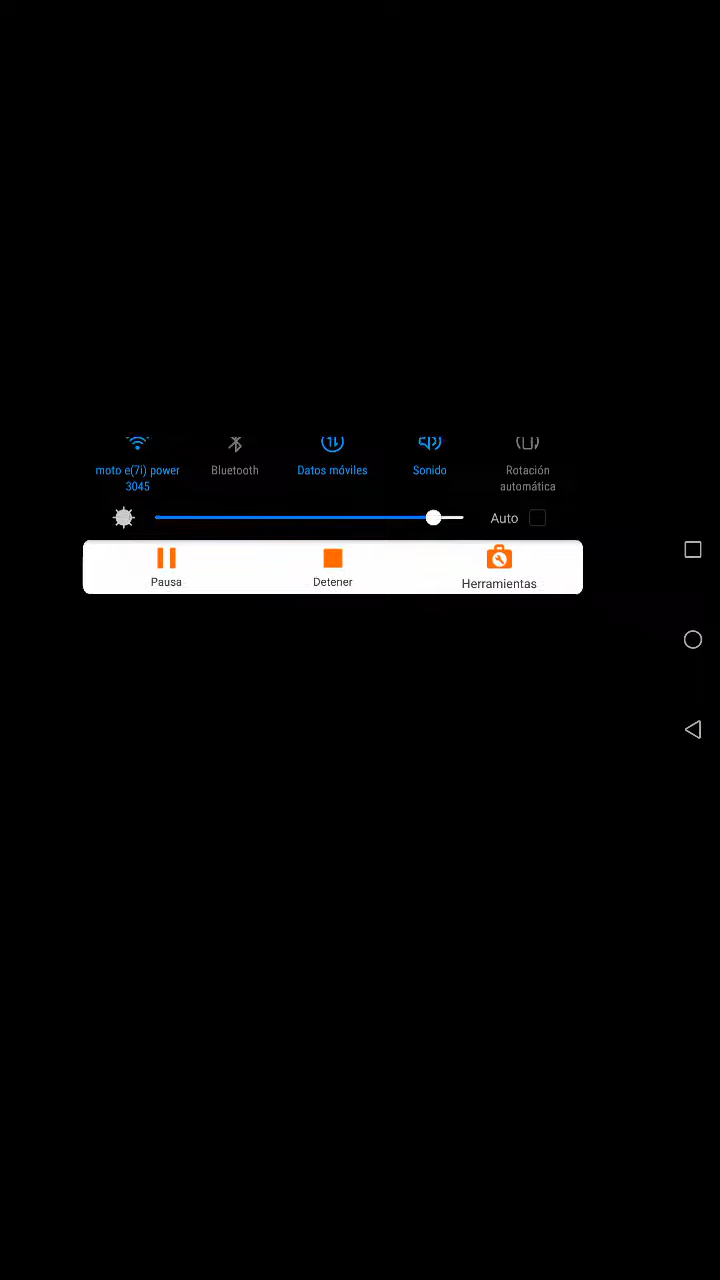 moto e(7i) power
3045
Bluetooth
Datos móviles
Sonido
Rotación
automática
Auto
Pausa
Detener
Herramientas